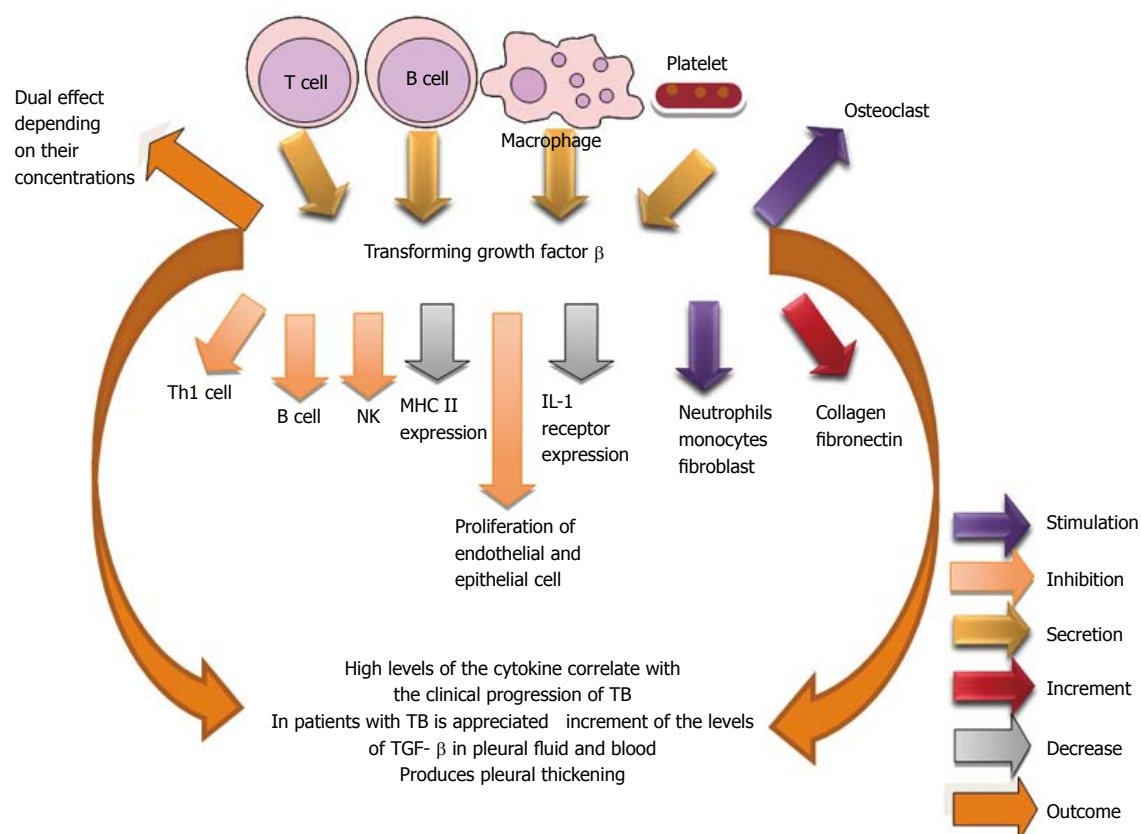 T cell
B cell
Macrophage
Platelet
Dual effect
depending
on their
concentrations
Osteoclast
Transforming growth factor β
Th1 cell
B cell
NK
MHC II
expression
IL-1
receptor
expression
Neutrophils
monocytes
fibroblast
Collagen
fibronectin
Proliferation of
endothelial and
epithelial cell
High levels of the cytokine correlate with
the clinical progression of TB
In patients with TB is appreciated increment of the levels
of TGF- β in pleural fluid and blood
Produces pleural thickening
Stimulation
Inhibition
Secretion
Increment
Decrease
Outcome